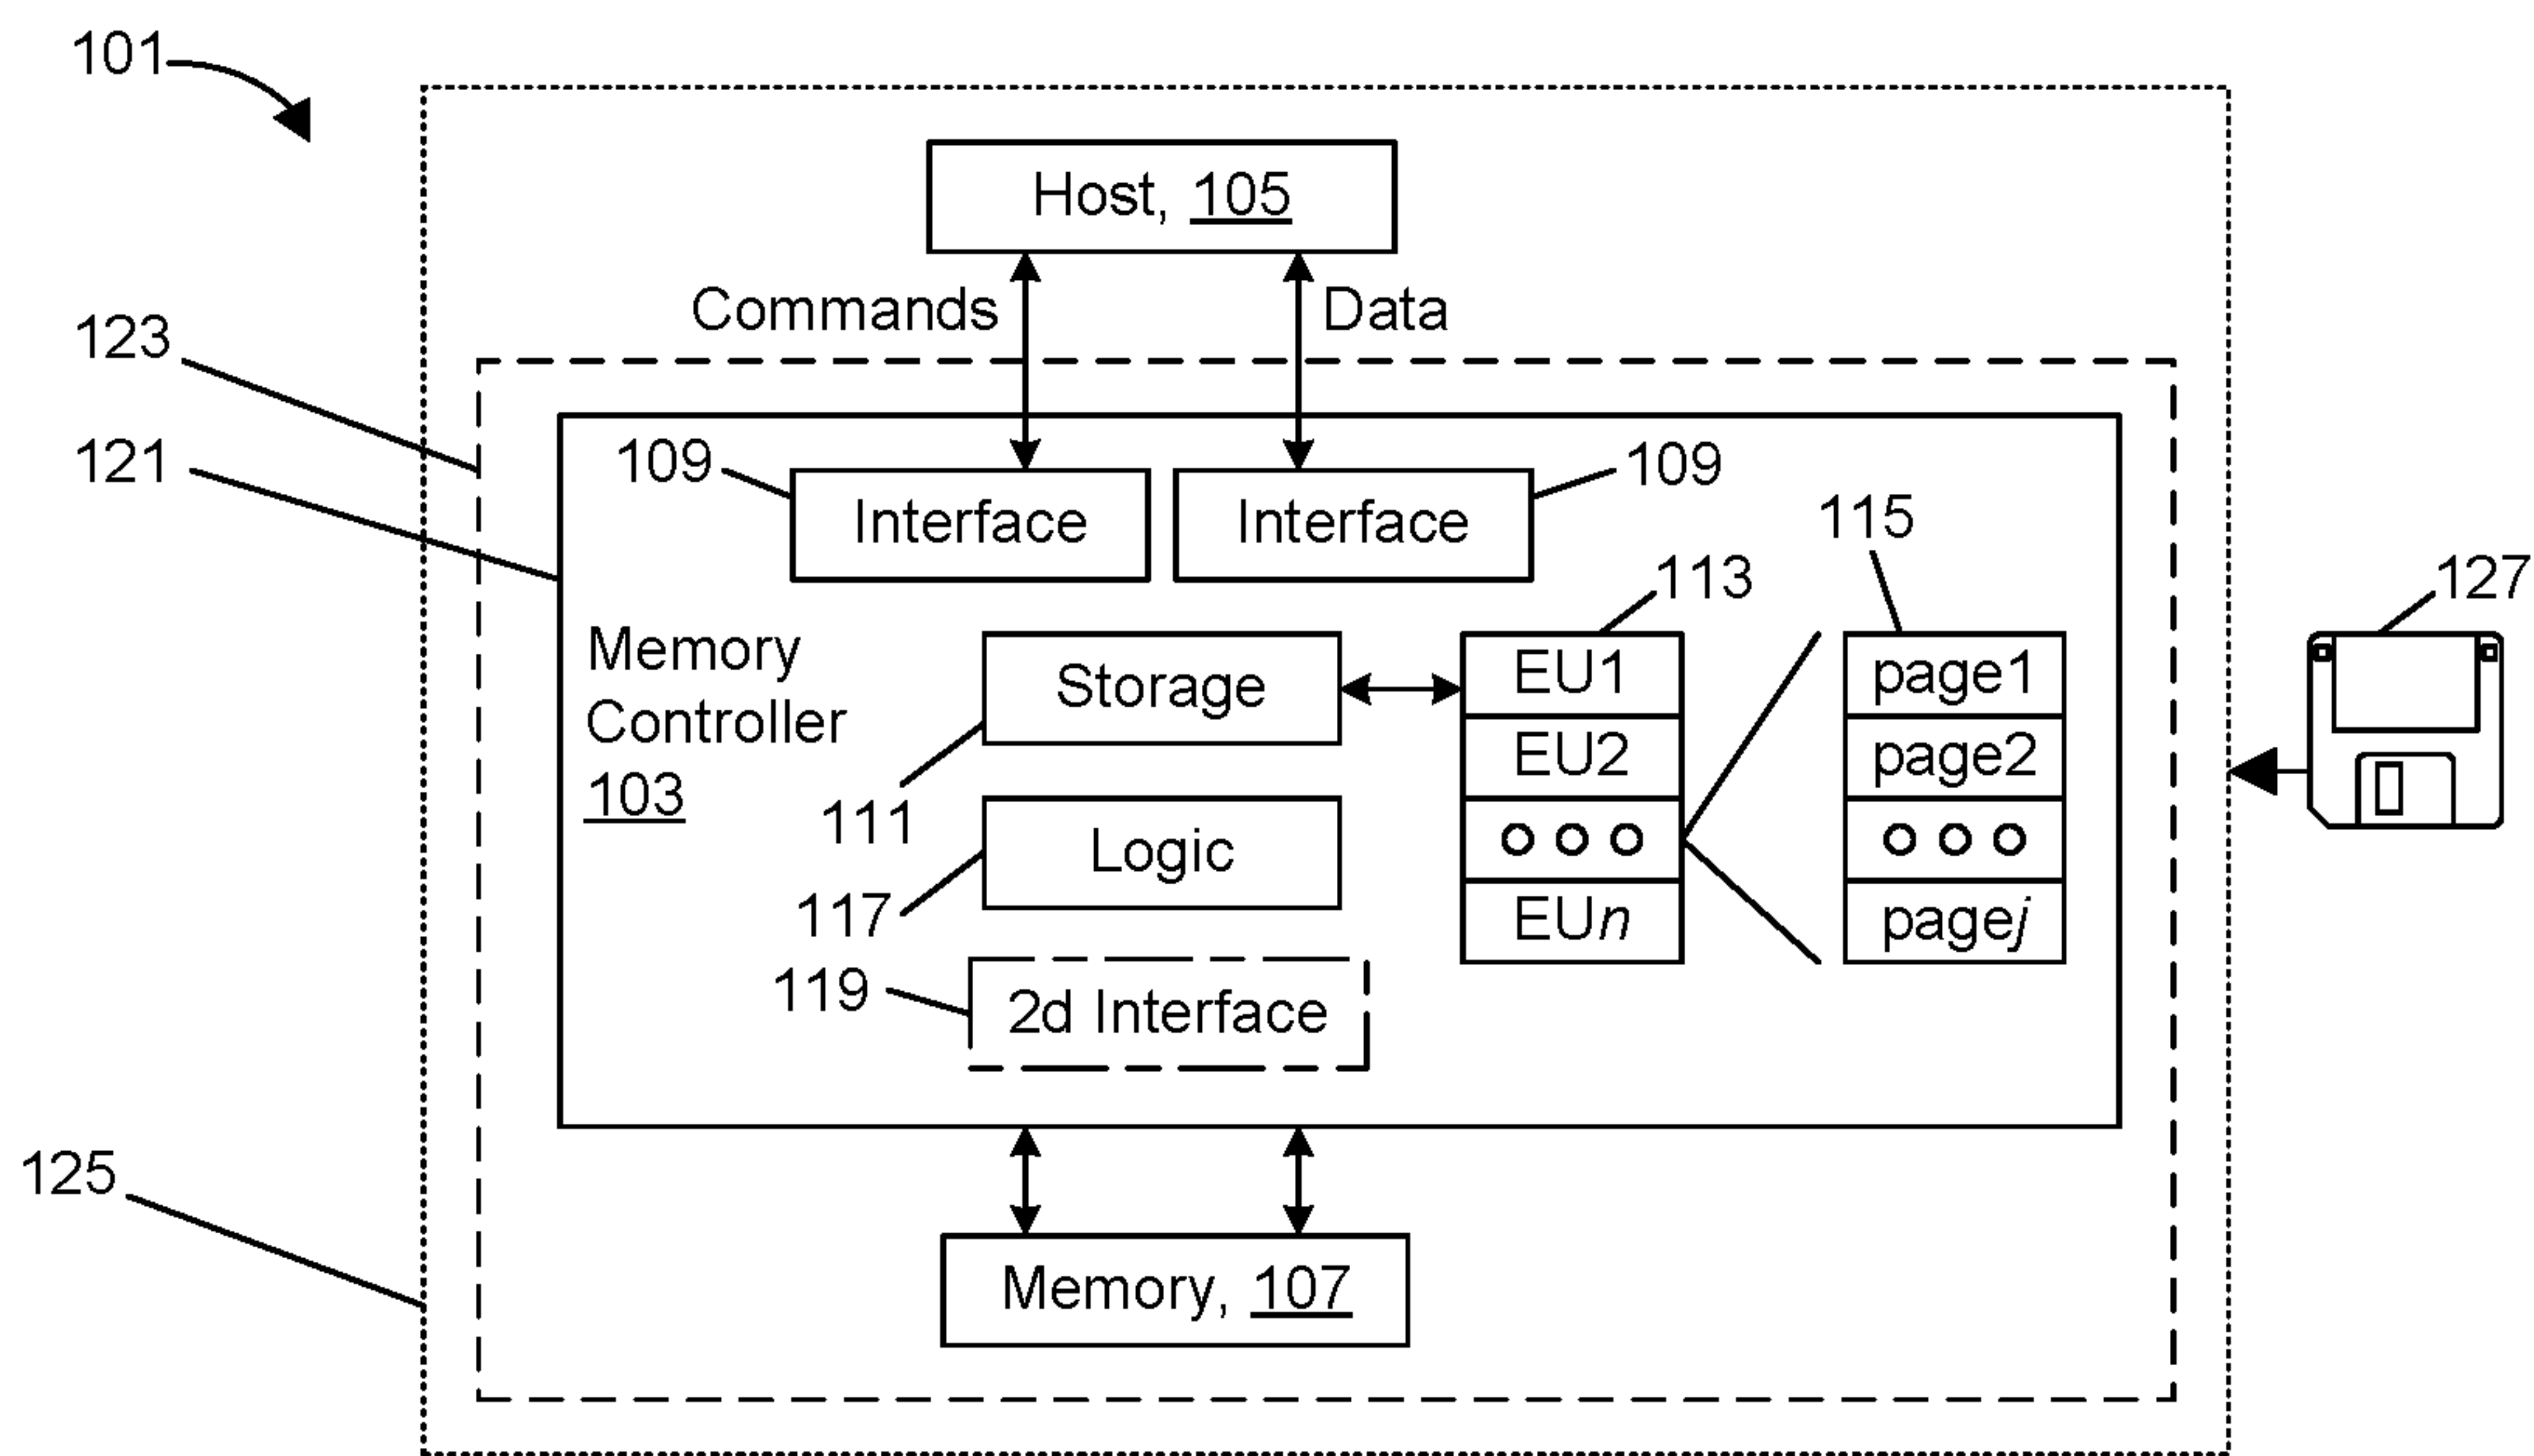 101
Host, 105
Commands
Data
123
121
109
Interface
Interface
109
115
113
127
Memory
Controller
103
Storage
EU1
page1
EU2
page2
111
Logic
117
EUn
pagej
119
2d Interface
125
Memory, 107